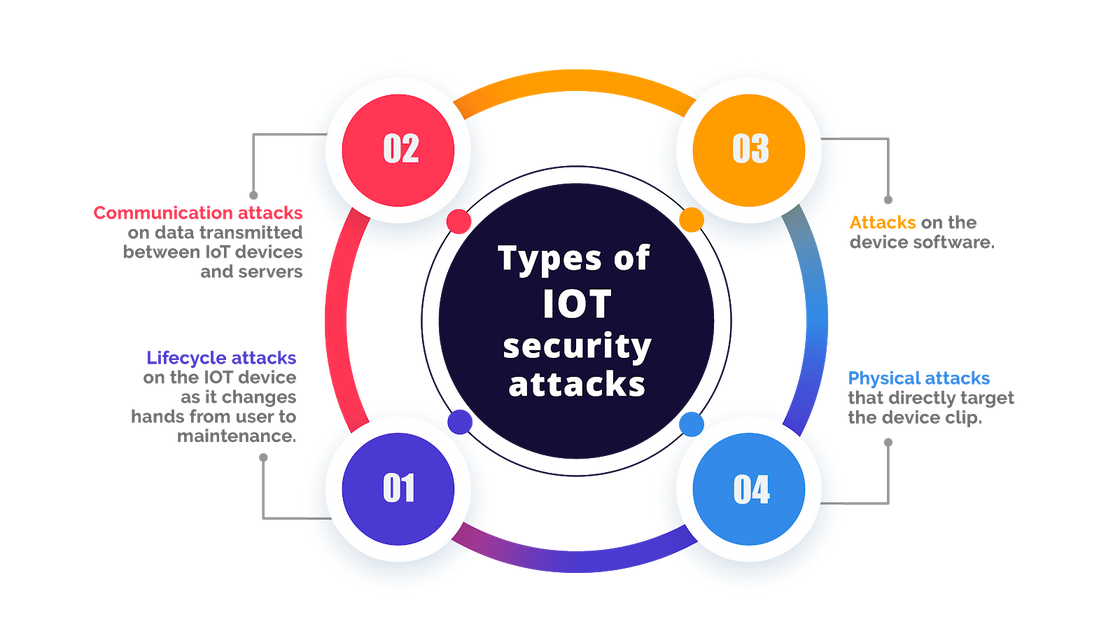 02
03
Communication attacks
on data transmitted
between IoT devices
and servers
Attacks on the
device software.
Types of
IOT
security
attacks
Lifecycle attacks
on the IOT device
as it changes
hands from user to
maintenance.
Physical attacks
that directly target
the device clip.
01
04